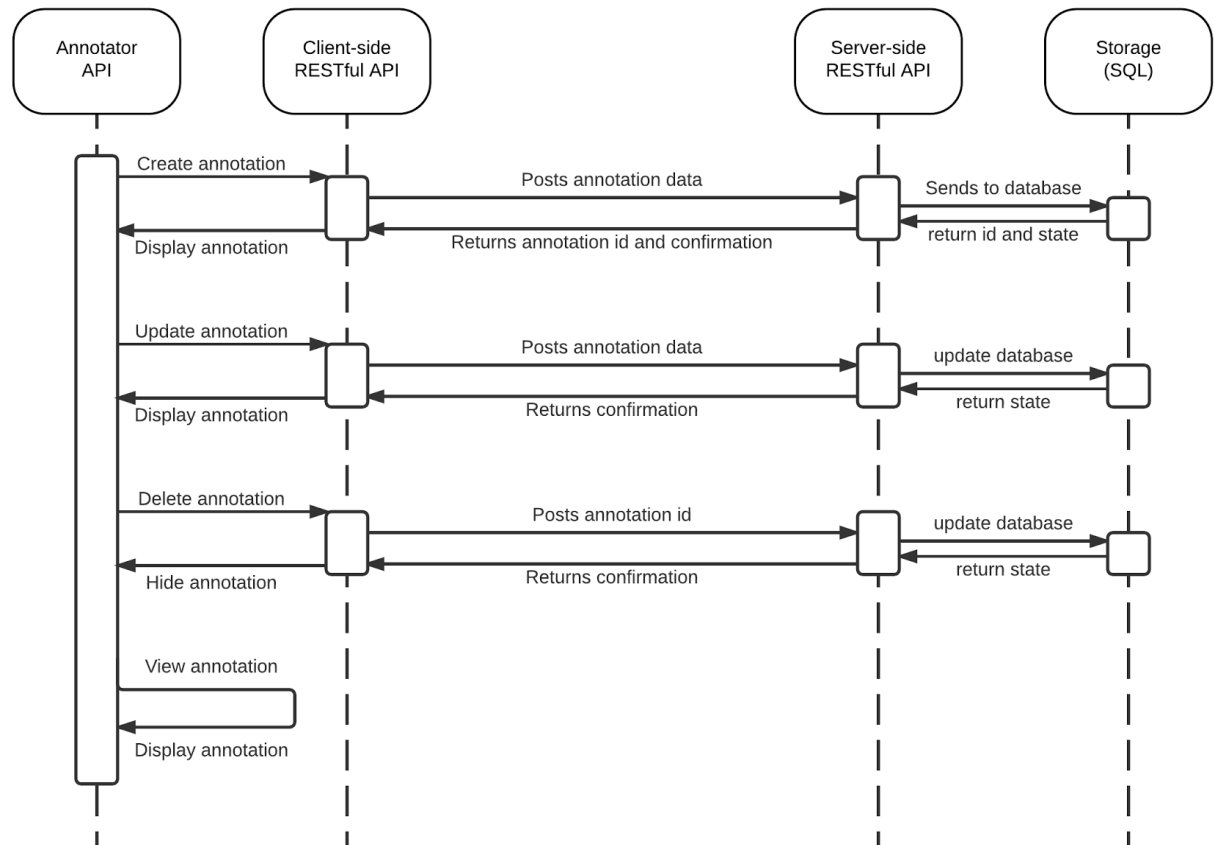 Annotator
API
Client-side
RESTful API
Server-side
RESTful API
Storage
(SQL)
Create annotation
Posts annotation data
Sends to database
return id and state
Returns annotation id and confirmation
Display annotation
Update annotation
Posts annotation data
update database
return state
Returns confirmation
Display annotation
Delete annotation
Posts annotation id
update database
return state
Returns confirmation
Hide annotation
View annotation
Display annotation